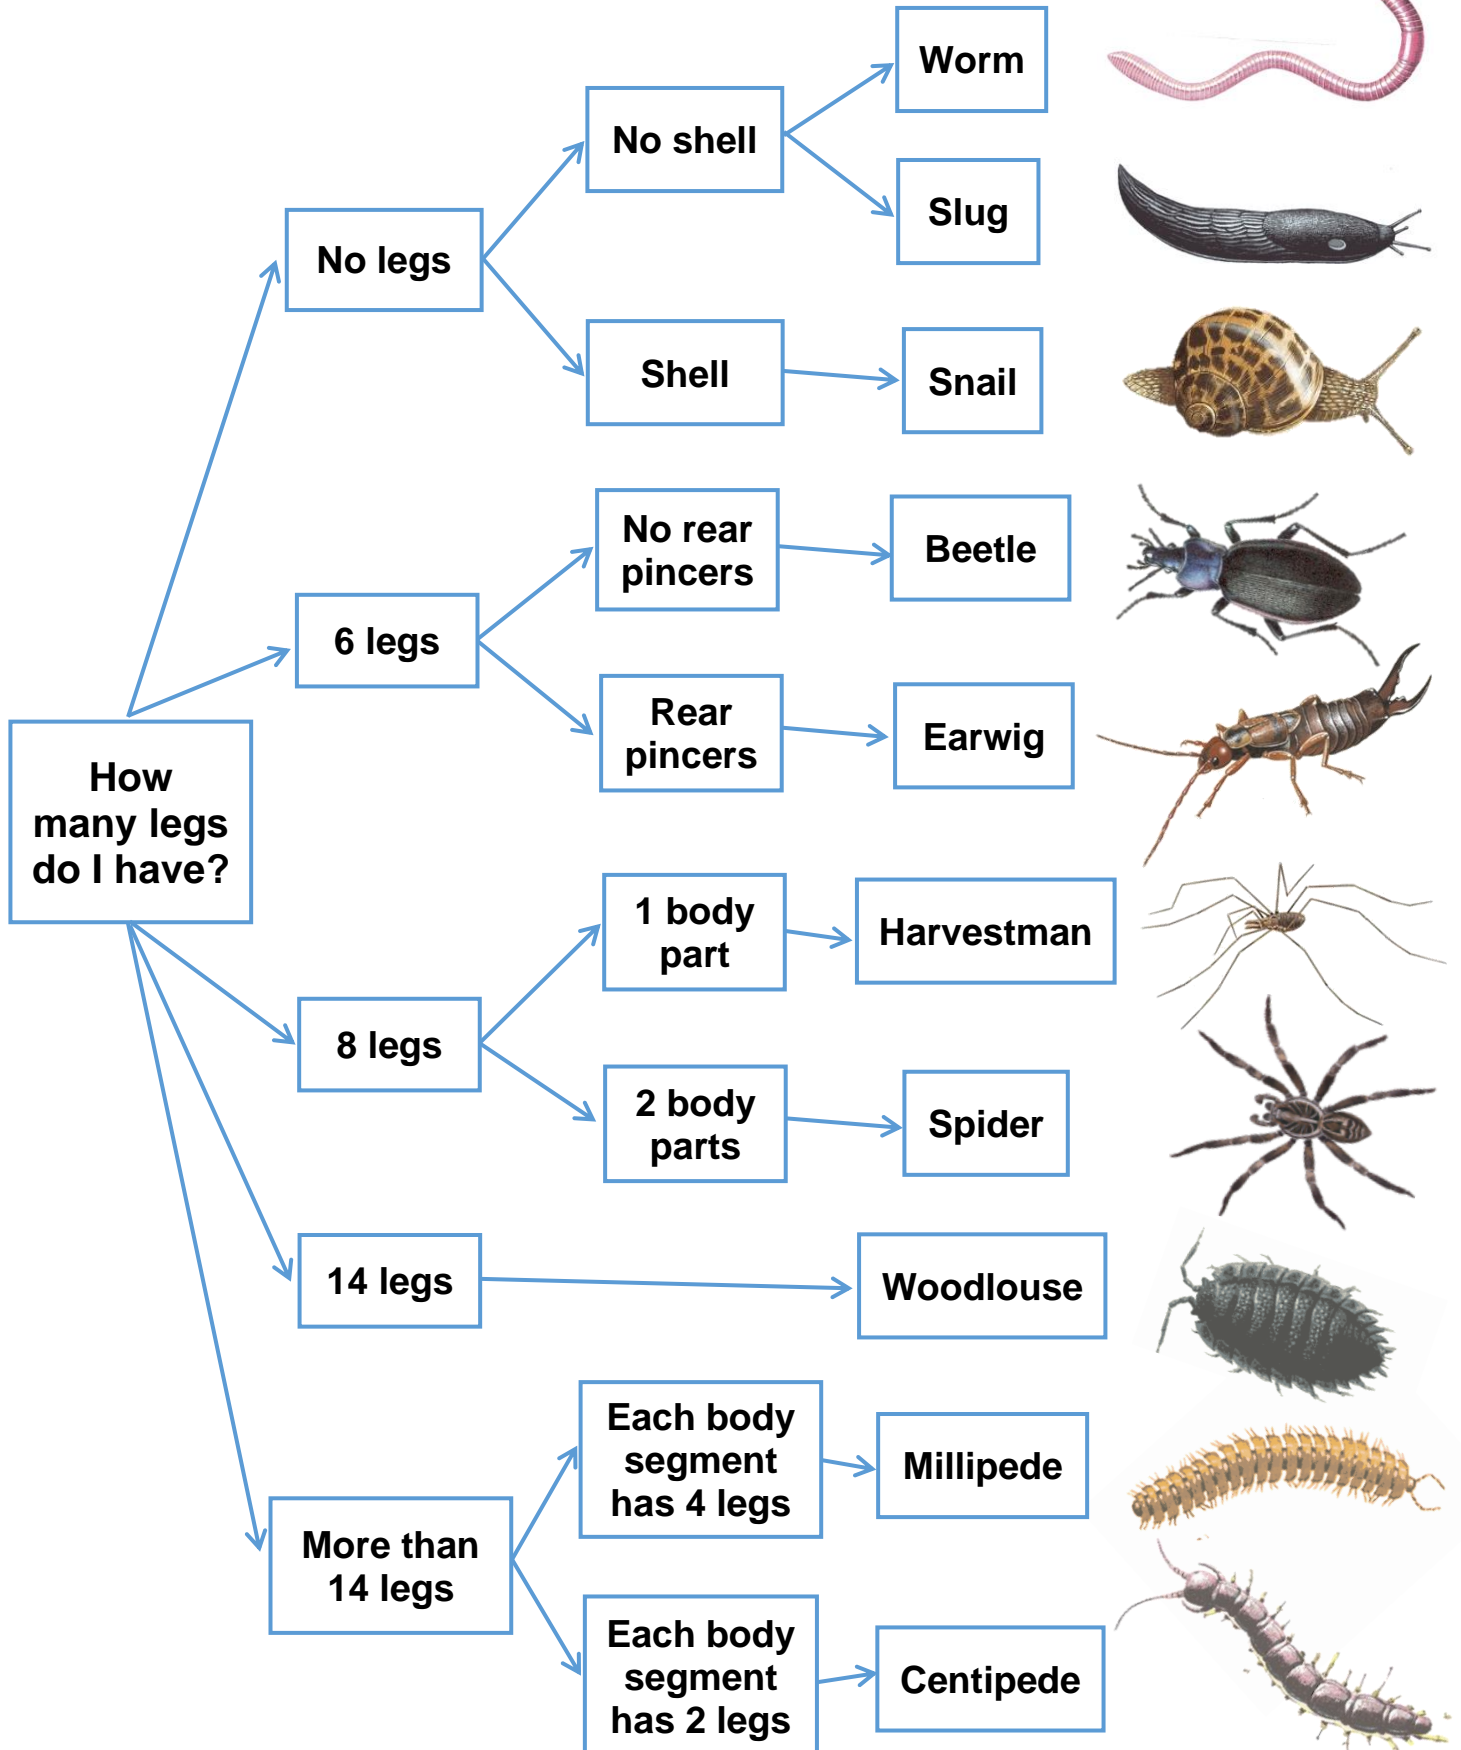 How
many legs
do I have?
No legs
No shell
Worm
Slug
Shell
Snail
6 legs
No rear
pincers
Beetle
Rear
pincers
Earwig
8 legs
1 body
part
Harvestman
2 body
parts
Spider
14 legs
Woodlouse
More than
14 legs
Each body
segment
has 4 legs
Millipede
Each body
segment
has 2 legs
Centipede